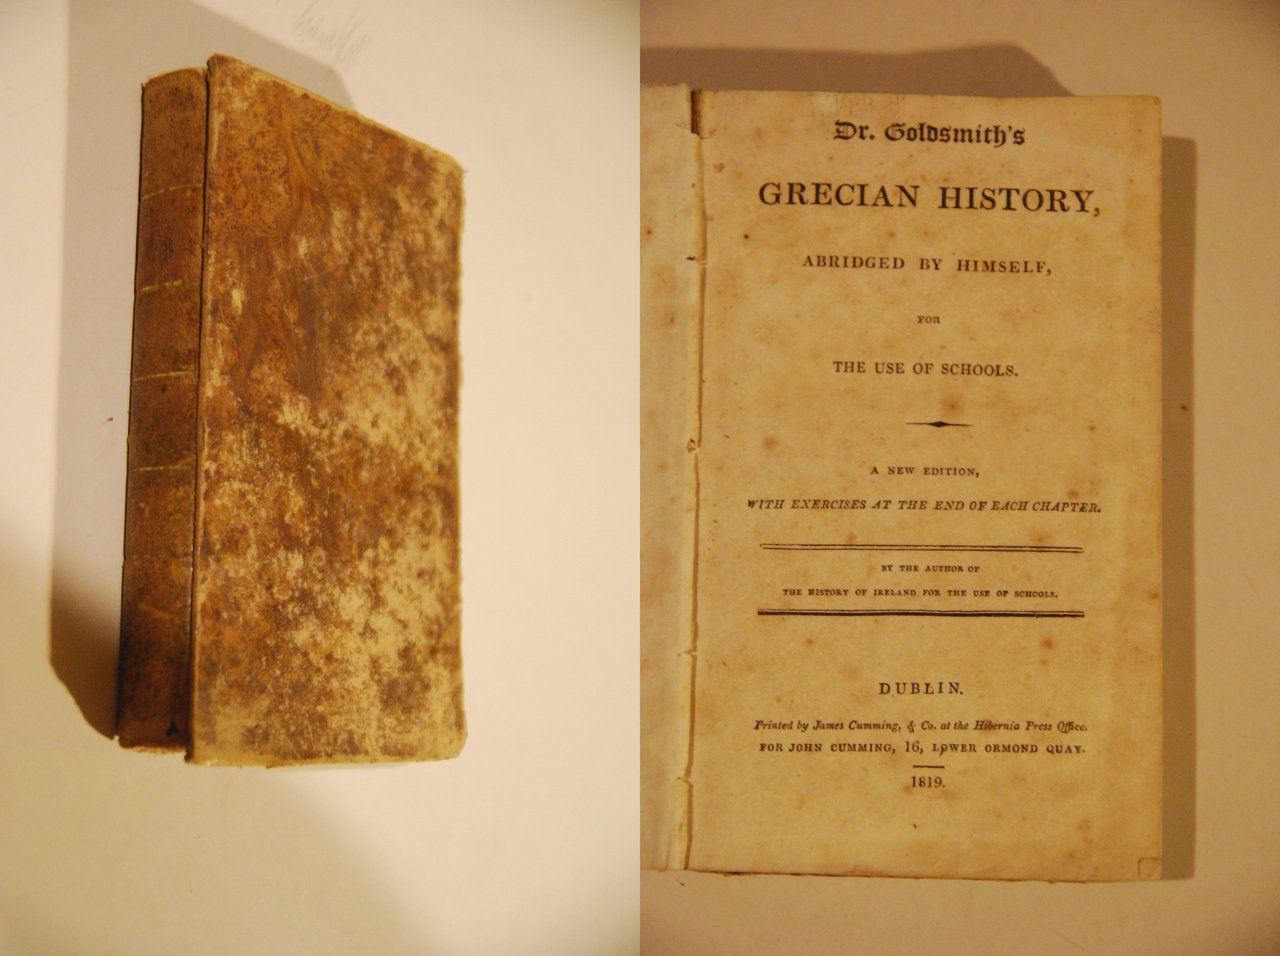 Dr. Goldsmith's
GRECIAN HISTORY,
ABRIDGED BY HIMSELF,
FOR
THE USE OF SCHOOLS.
A NEW EDITION,
WITH EXERCISES AT THE END OF EACH CHAPTER.
BY THE AUTHOR OF
THE HISTORY OF IRELAND FOR THE USE OF SCHOOLS.
DUBLIN.
Printed by James Cumming, & Co. at the Hibernia Press Office.
FOR JOHN CUMMING, 16, LOWER ORMOND QUAY.
1819.